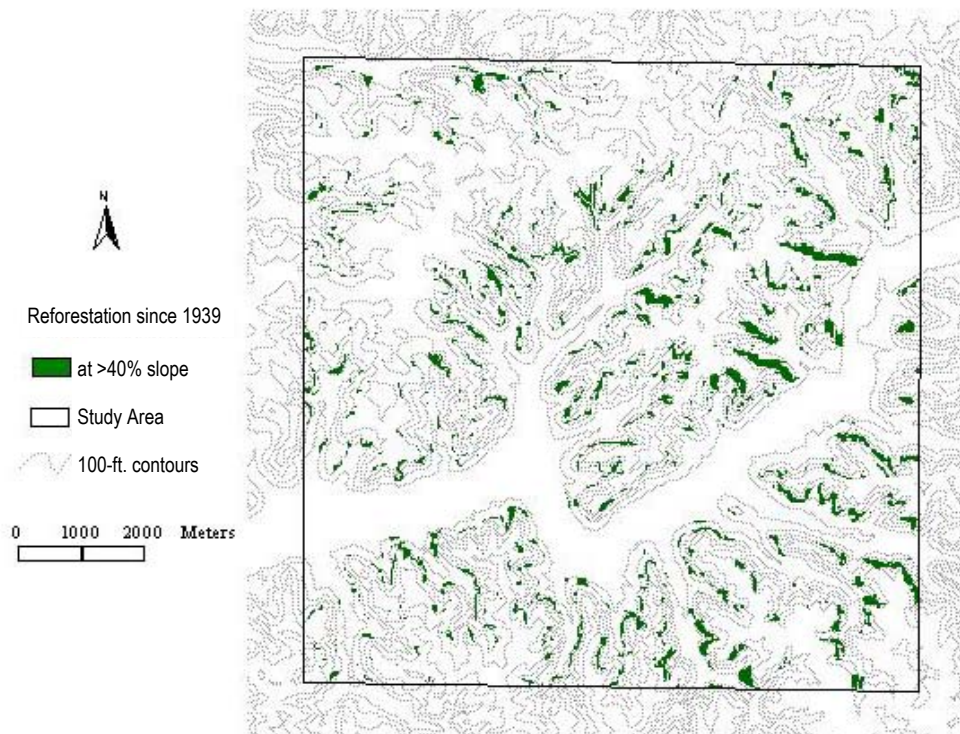 N
Reforestation since 1939
at >40% slope
Study Area
100-ft. contours
0 1000 2000 Meters